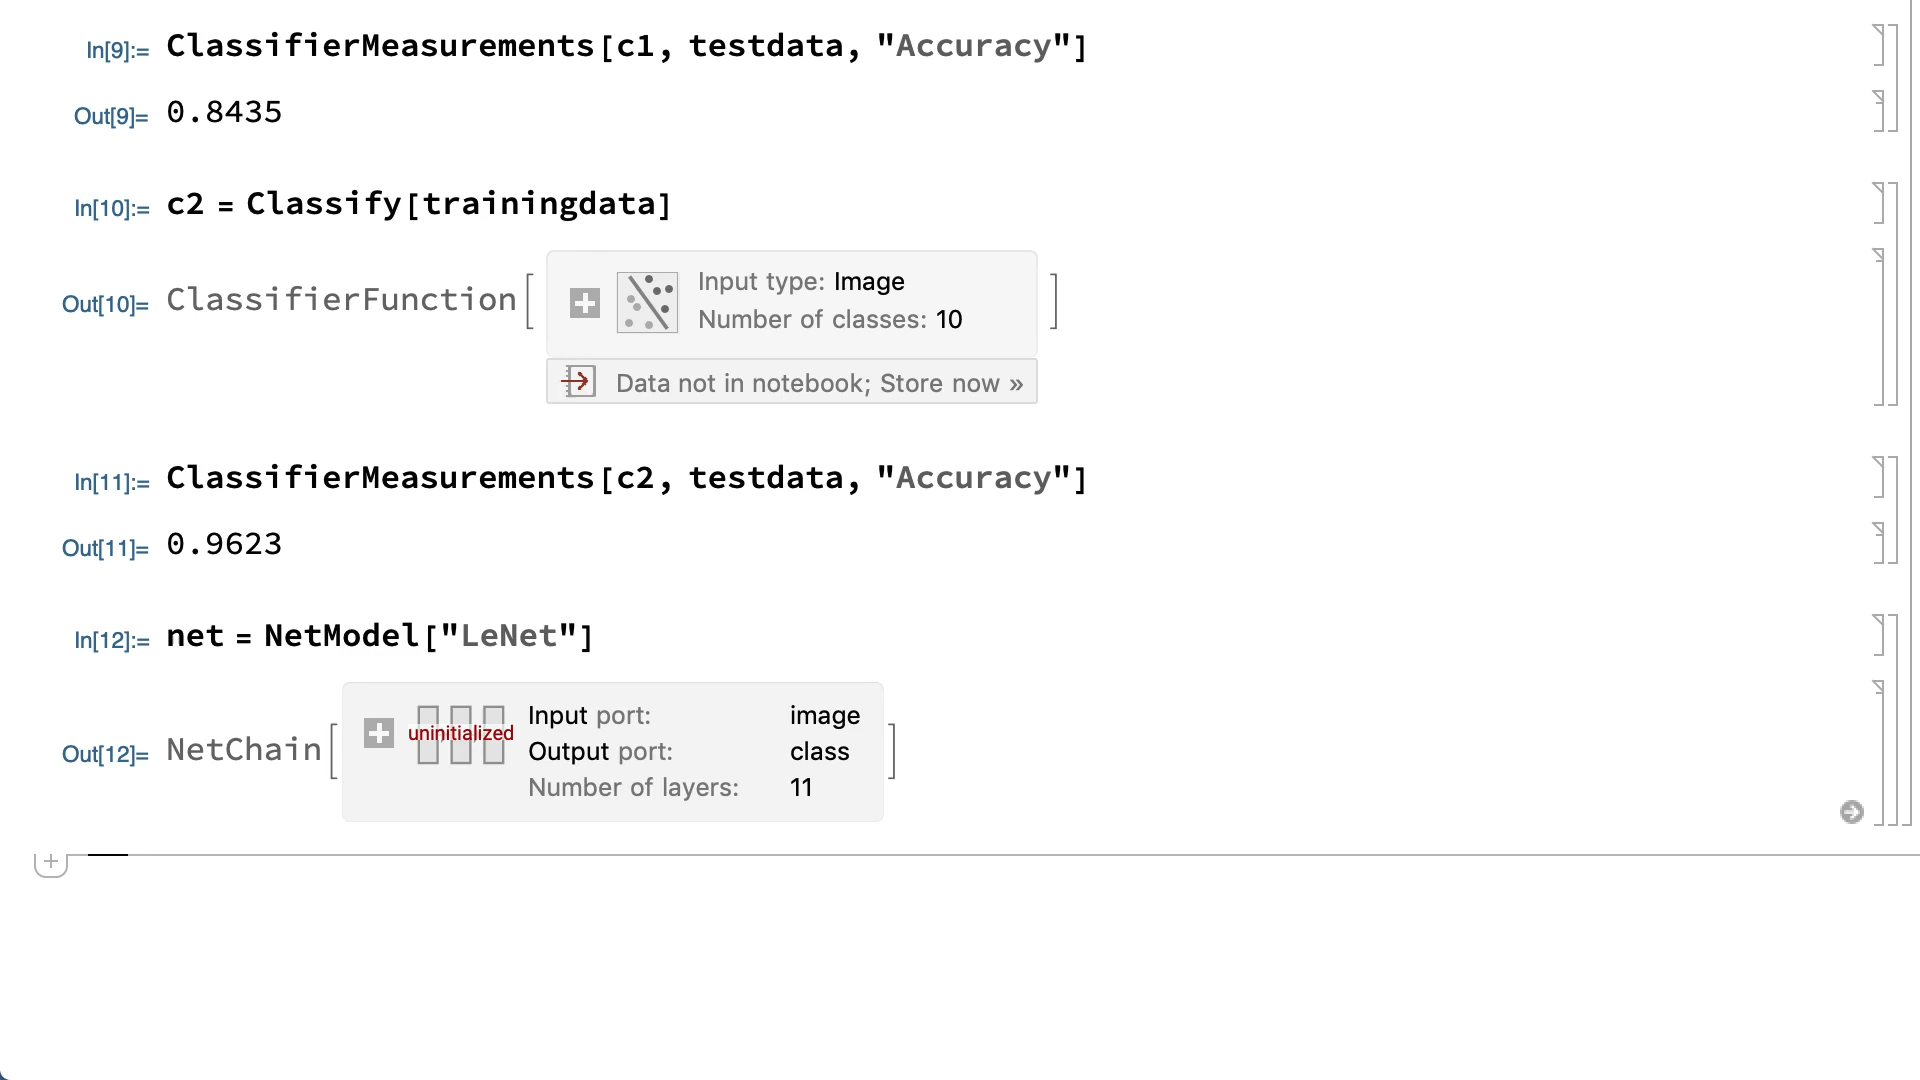 In[9]:= ClassifierMeasurements[c1, testdata, "Accuracy"]
Out[9]= 0.8435
In[10]:= c2 = Classify[trainingdata]
Out[10]= ClassifierFunction[ Input type: Image
Number of classes: 10 ]
Data not in notebook; Store now »
In[11]:= ClassifierMeasurements[c2, testdata, "Accuracy"]
Out[11]= 0.9623
In[12]:= net = NetModel["LeNet"]
Out[12]= NetChain[ uninitialized Input port: image
Output port: class
Number of layers: 11 ]